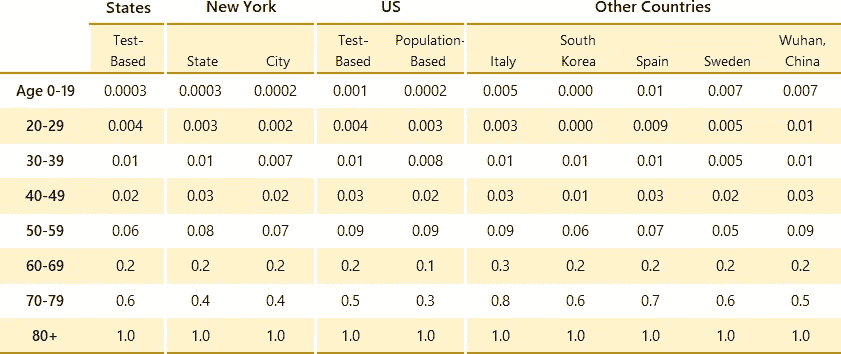 States New York US Other Countries
Test-Based State City Test-Based Population-Based Italy South Korea Spain Sweden Wuhan, China
Age 0-19 0.0003 0.0003 0.0002 0.001 0.0002 0.005 0.000 0.01 0.007 0.007
20-29 0.004 0.003 0.002 0.004 0.003 0.003 0.000 0.009 0.005 0.01
30-39 0.01 0.01 0.007 0.01 0.008 0.01 0.01 0.01 0.005 0.01
40-49 0.02 0.03 0.02 0.03 0.02 0.03 0.01 0.03 0.02 0.03
50-59 0.06 0.08 0.07 0.09 0.09 0.09 0.06 0.07 0.05 0.09
60-69 0.2 0.2 0.2 0.2 0.1 0.3 0.2 0.2 0.2 0.2
70-79 0.6 0.4 0.4 0.5 0.3 0.8 0.6 0.7 0.6 0.5
80+ 1.0 1.0 1.0 1.0 1.0 1.0 1.0 1.0 1.0 1.0